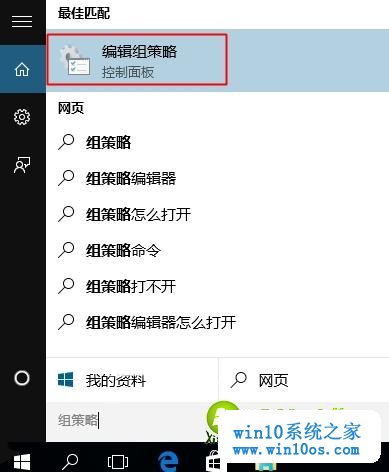 最佳匹配
编辑组策略
控制面板
网页
组策略
组策略编辑器
组策略怎么打开
组策略命令
组策略打不开
组策略编辑器怎么打开
我的资料
网页
组策略
win10系统之家
www.win10os.com